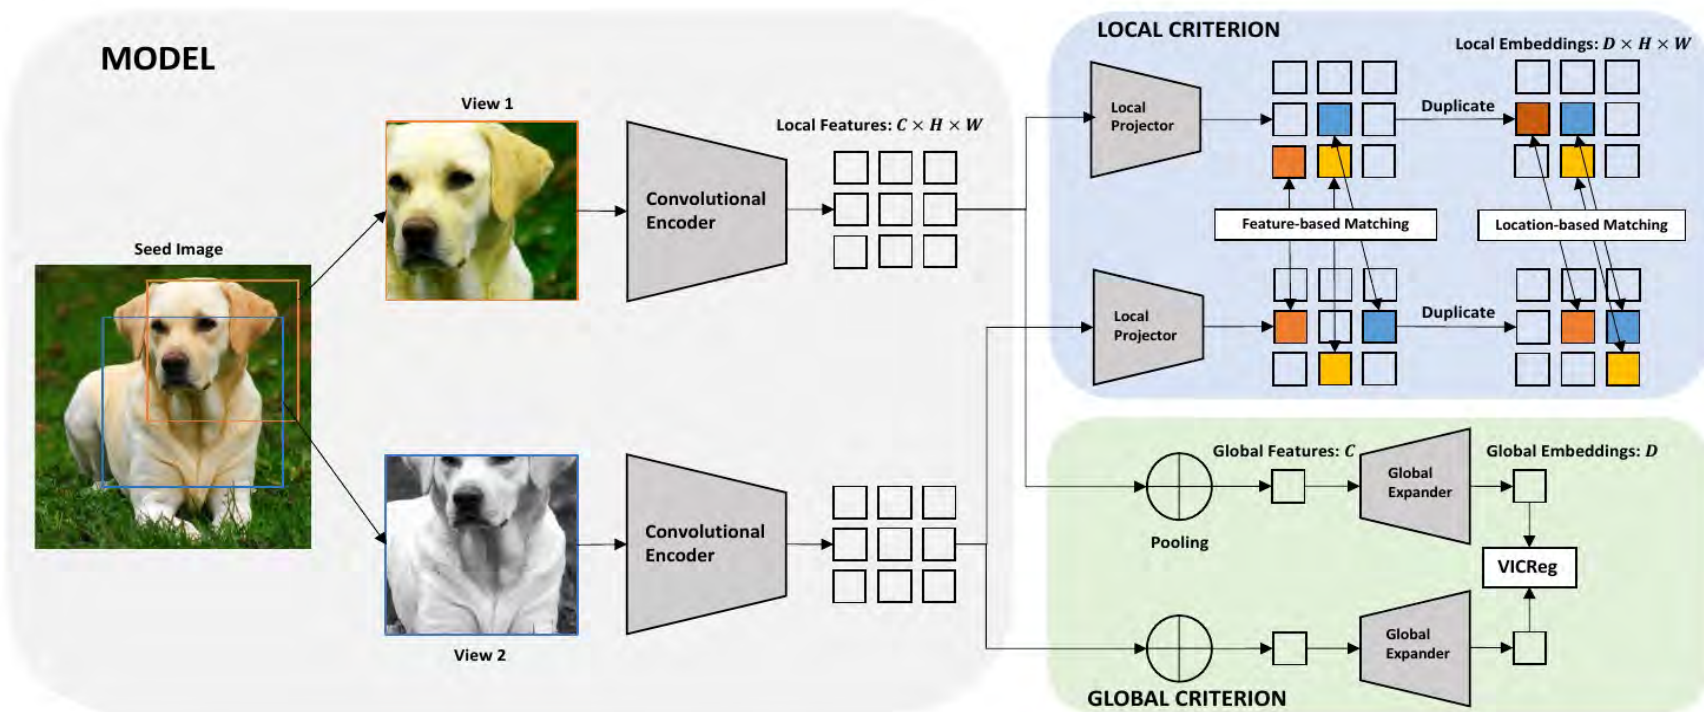 MODEL
Seed Image
View 1
Convolutional
Encoder
Local Features: C × H × W
View 2
Convolutional
Encoder
LOCAL CRITERION
Local Embeddings: D × H × W
Local
Projector
Duplicate
Feature-based Matching
Location-based Matching
Local
Projector
Duplicate
Global Features: C
Global Embeddings: D
Global
Expander
Pooling
VICReg
Global
Expander
GLOBAL CRITERION